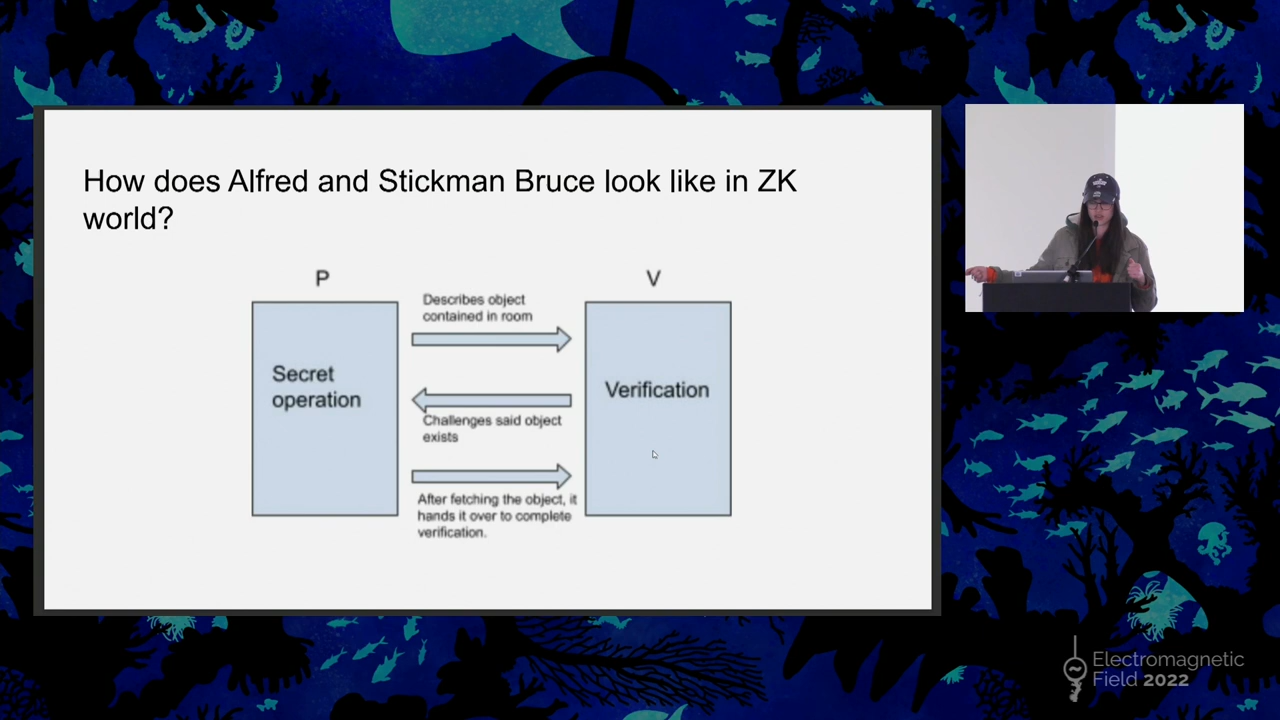 How does Alfred and Stickman Bruce look like in ZK
world?
P
V
Describes object
contained in room
Secret
operation
Verification
Challenges said object
exists
After fetching the object, it
hands it over to complete
verification.
Electromagnetic
Field 2022